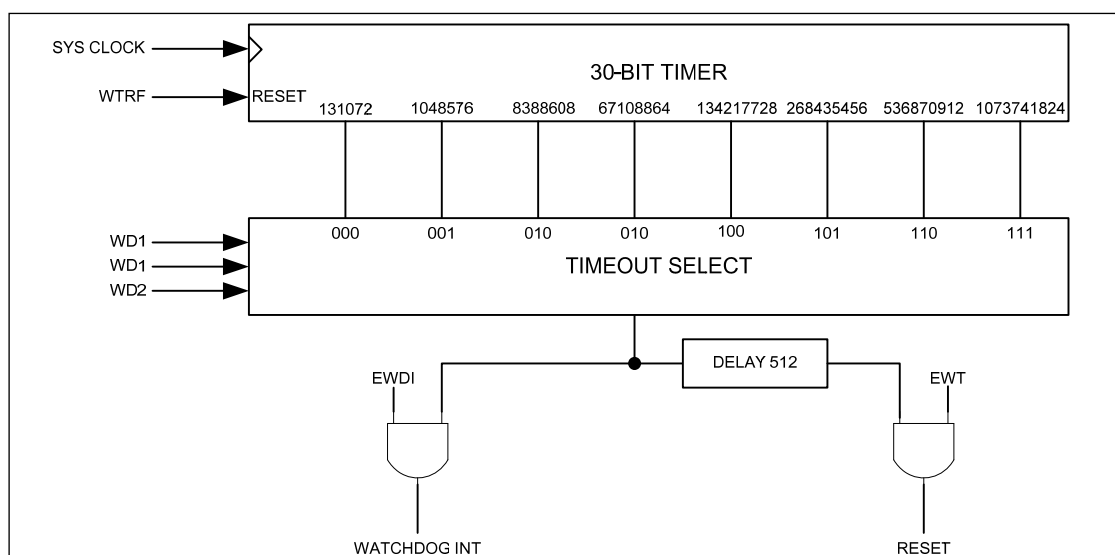 SYS CLOCK
30-BIT TIMER
WTRF
RESET
131072 1048576 8388608 67108864 134217728 268435456 536870912 1073741824
WD1
000 001 010 010 100 101 110 111
WD1
TIMEOUT SELECT
WD2
DELAY 512
EWDI
EWT
WATCHDOG INT
RESET